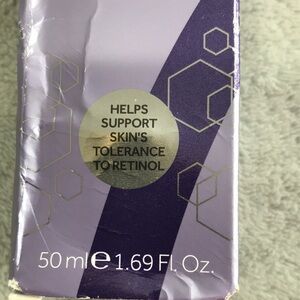 HELPS
SUPPORT
SKIN'S
TOLERANCE
TO RETINOL
50 ml ℮ 1.69 Fl. Oz.